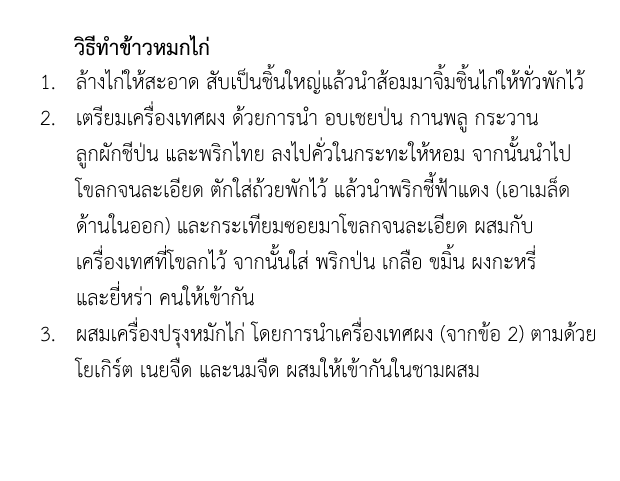 วิธีทำข้าวหมกไก่
1. ล้างไก่ให้สะอาด สับเป็นชิ้นใหญ่แล้วนำส้อมมาจิ้มชิ้นไก่ให้ทั่วพักไว้
2. เตรียมเครื่องเทศผง ด้วยการนำ อบเชยป่น กานพลู กระวาน
ลูกผักชีป่น และพริกไทย ลงไปคั่วในกระทะให้หอม จากนั้นนำไป
โขลกจนละเอียด ตักใส่ถ้วยพักไว้ แล้วนำพริกชี้ฟ้าแดง (เอาเมล็ด
ด้านในออก) และกระเทียมซอยมาโขลกจนละเอียด ผสมกับ
เครื่องเทศที่โขลกไว้ จากนั้นใส่ พริกป่น เกลือ ขมิ้น ผงกะหรี่
และยี่หร่า คนให้เข้ากัน
3. ผสมเครื่องปรุงหมักไก่ โดยการนำเครื่องเทศผง (จากข้อ 2) ตามด้วย
โยเกิร์ต เนยจืด และนมจืด ผสมให้เข้ากันในชามผสม